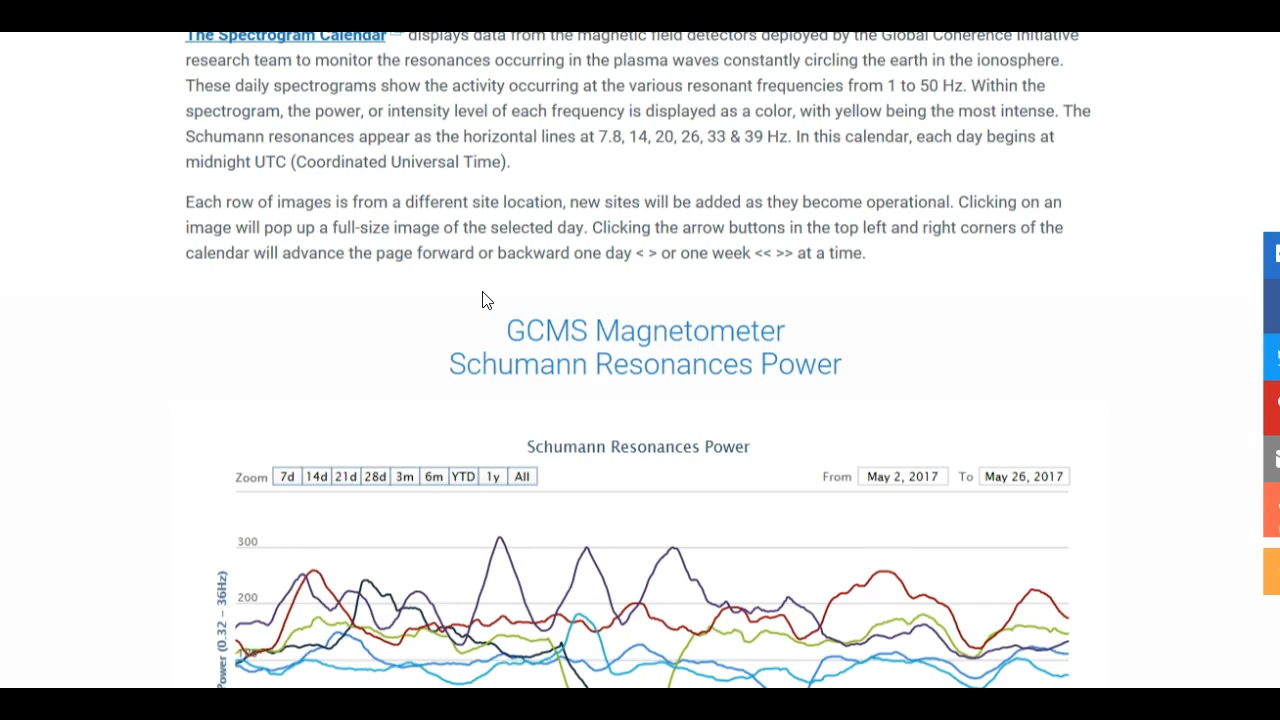 The Spectrogram Calendar displays data from the magnetic field detectors deployed by the Global Coherence Initiative
research team to monitor the resonances occurring in the plasma waves constantly circling the earth in the ionosphere.
These daily spectrograms show the activity occurring at the various resonant frequencies from 1 to 50 Hz. Within the
spectrogram, the power, or intensity level of each frequency is displayed as a color, with yellow being the most intense. The
Schumann resonances appear as the horizontal lines at 7.8, 14, 20, 26, 33 & 39 Hz. In this calendar, each day begins at
midnight UTC (Coordinated Universal Time).
Each row of images is from a different site location, new sites will be added as they become operational. Clicking on an
image will pop up a full-size image of the selected day. Clicking the arrow buttons in the top left and right corners of the
calendar will advance the page forward or backward one day < > or one week << >> at a time.
GCMS Magnetometer
Schumann Resonances Power
Schumann Resonances Power
Zoom 7d 14d 21d 28d 3m 6m YTD 1y All From May 2, 2017 To May 26, 2017
300
200
Power (0.32 – 36Hz)